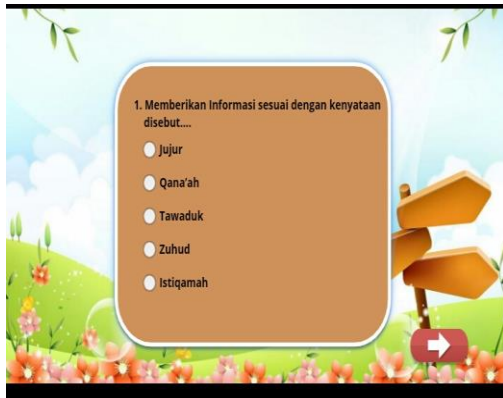 1. Memberikan Informasi sesuai dengan kenyataan
disebut....
Jujur
Qana'ah
Tawaduk
Zuhud
Istiqamah